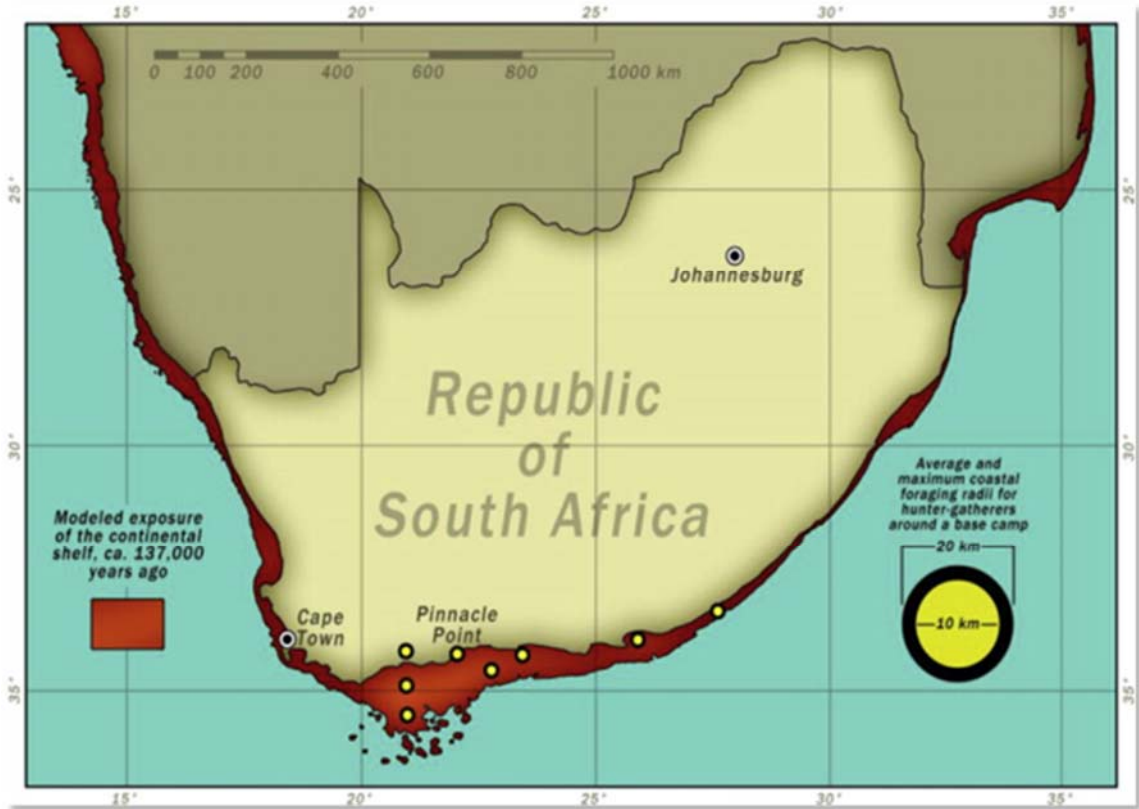 15° 20° 25° 30° 35°
0 100 200 400 600 800 1000 km
25° 25°
Johannesburg
Republic
of
South Africa
30° 30°
Modeled exposure
of the continental
shelf, ca. 137,000
years ago
Average and
maximum coastal
foraging radii for
hunter-gatherers
around a base camp
20 km
10 km
Cape
Town
Pinnacle
Point
35° 35°
15° 20° 25° 30° 35°